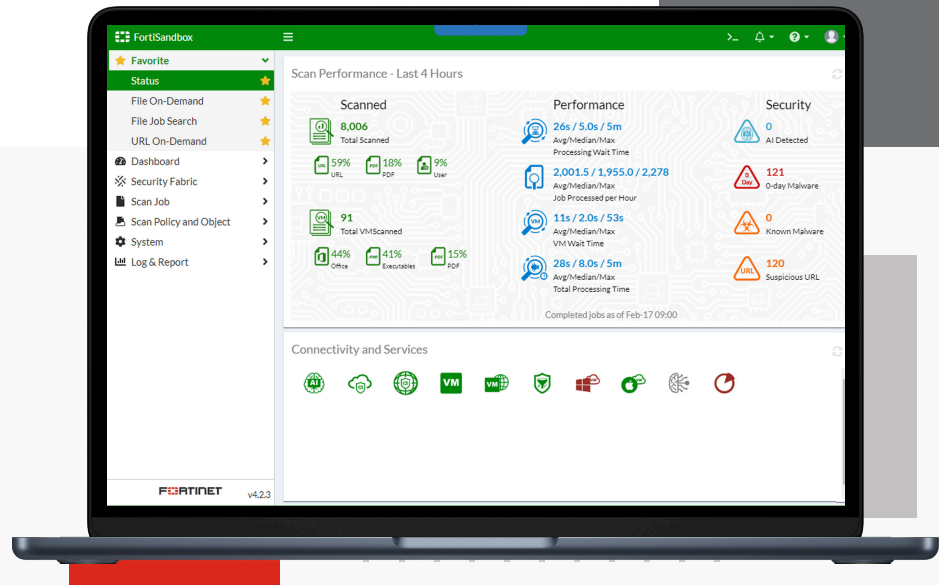 FortiSandbox
Favorite
Status
File On-Demand
File Job Search
URL On-Demand
Dashboard
Security Fabric
Scan Job
Scan Policy and Object
System
Log & Report
FORTINET
v4.2.3
Scan Performance - Last 4 Hours
Scanned
8,006
Total Scanned
59%
URL
18%
PDF
9%
User
91
Total VMScanned
44%
Office
41%
Executables
15%
PDF
Performance
26s / 5.0s / 5m
Avg/Median/Max
Processing Wait Time
2,001.5 / 1,955.0 / 2,278
Avg/Median/Max
Job Processed per Hour
11s / 2.0s / 53s
Avg/Median/Max
VM Wait Time
28s / 8.0s / 5m
Avg/Median/Max
Total Processing Time
Security
0
AI Detected
0
Day
121
0-day Malware
0
Known Malware
URL
120
Suspicious URL
Completed jobs as of Feb-17 09:00
Connectivity and Services
AI
VM
VM